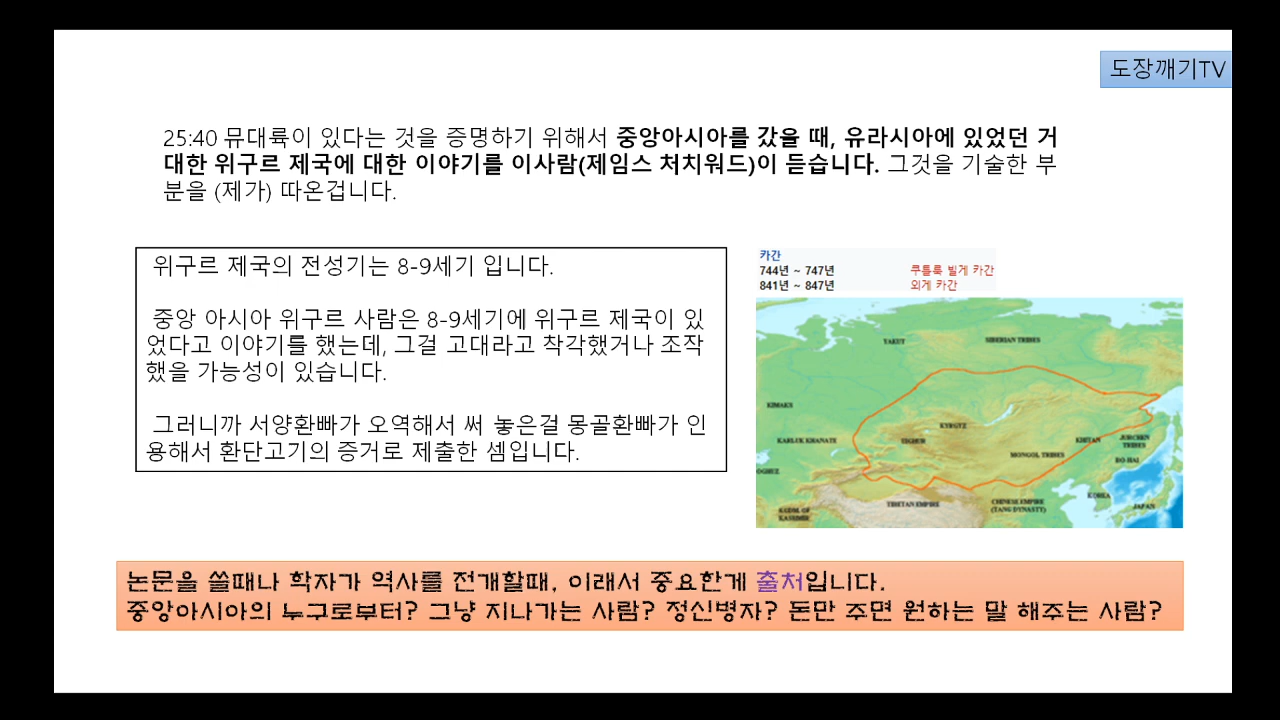 도장깨기TV
25:40 뮤대륙이 있다는 것을 증명하기 위해서 중앙아시아를 갔을 때, 유라시아에 있었던 거
대한 위구르 제국에 대한 이야기를 이사람(제임스 처치워드)이 듣습니다. 그것을 기술한 부
분을 (제가) 따온겁니다.
위구르 제국의 전성기는 8-9세기 입니다.
중앙 아시아 위구르 사람은 8-9세기에 위구르 제국이 있
었다고 이야기를 했는데, 그걸 고대라고 착각했거나 조작
했을 가능성이 있습니다.
그러니까 서양환빠가 오역해서 써 놓은걸 몽골환빠가 인
용해서 환단고기의 증거로 제출한 셈입니다.
카간
744년 ~ 747년 쿠틀룩 빌게 카간
841년 ~ 847년 외게 카간
YAKUT
SIBERIAN TRIBES
KIMAKS
KYRGYZ
KARLUK KHANATE
UIGHUR
KHITAN
JURCHEN
TRIBES
MONGOL TRIBES
BO-HAI
OGHUZ
KOREA
TIBETAN EMPIRE
CHINESE EMPIRE
(TANG DYNASTY)
JAPAN
KGDM. OF
KASHMIR
논문을 쓸때나 학자가 역사를 전개할때, 이래서 중요한게 출처입니다.
중앙아시아의 누구로부터? 그냥 지나가는 사람? 정신병자? 돈만 주면 원하는 말 해주는 사람?